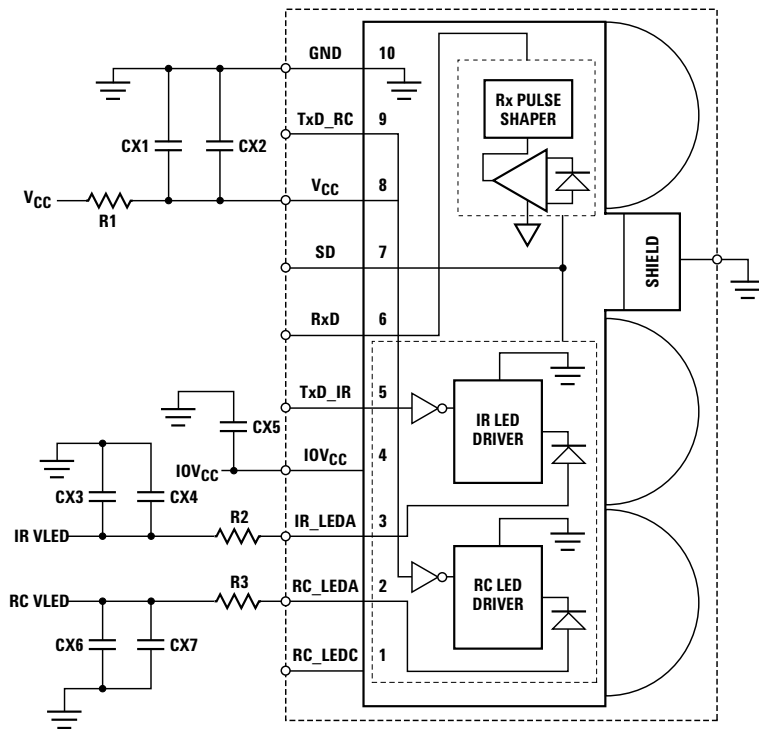 GND
10
TxD_RC
9
CX1
CX2
VCC
R1
VCC
8
SD
7
RxD
6
TxD_IR
5
CX5
IOVCC
IOVCC
4
CX3
CX4
IR VLED
R2
IR_LEDA
3
RC VLED
R3
RC_LEDA
2
CX6
CX7
RC_LEDC
1
Rx PULSE
SHAPER
SHIELD
IR LED
DRIVER
RC LED
DRIVER